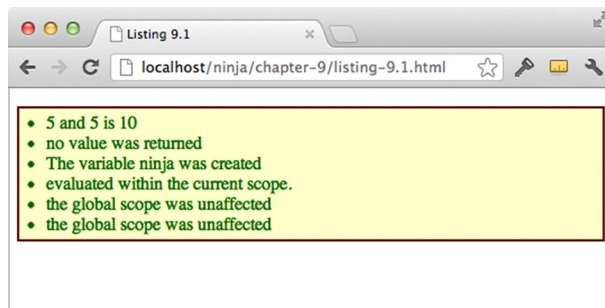 Listing 9.1
localhost/ninja/chapter-9/listing-9.1.html
5 and 5 is 10
no value was returned
The variable ninja was created
evaluated within the current scope.
the global scope was unaffected
the global scope was unaffected